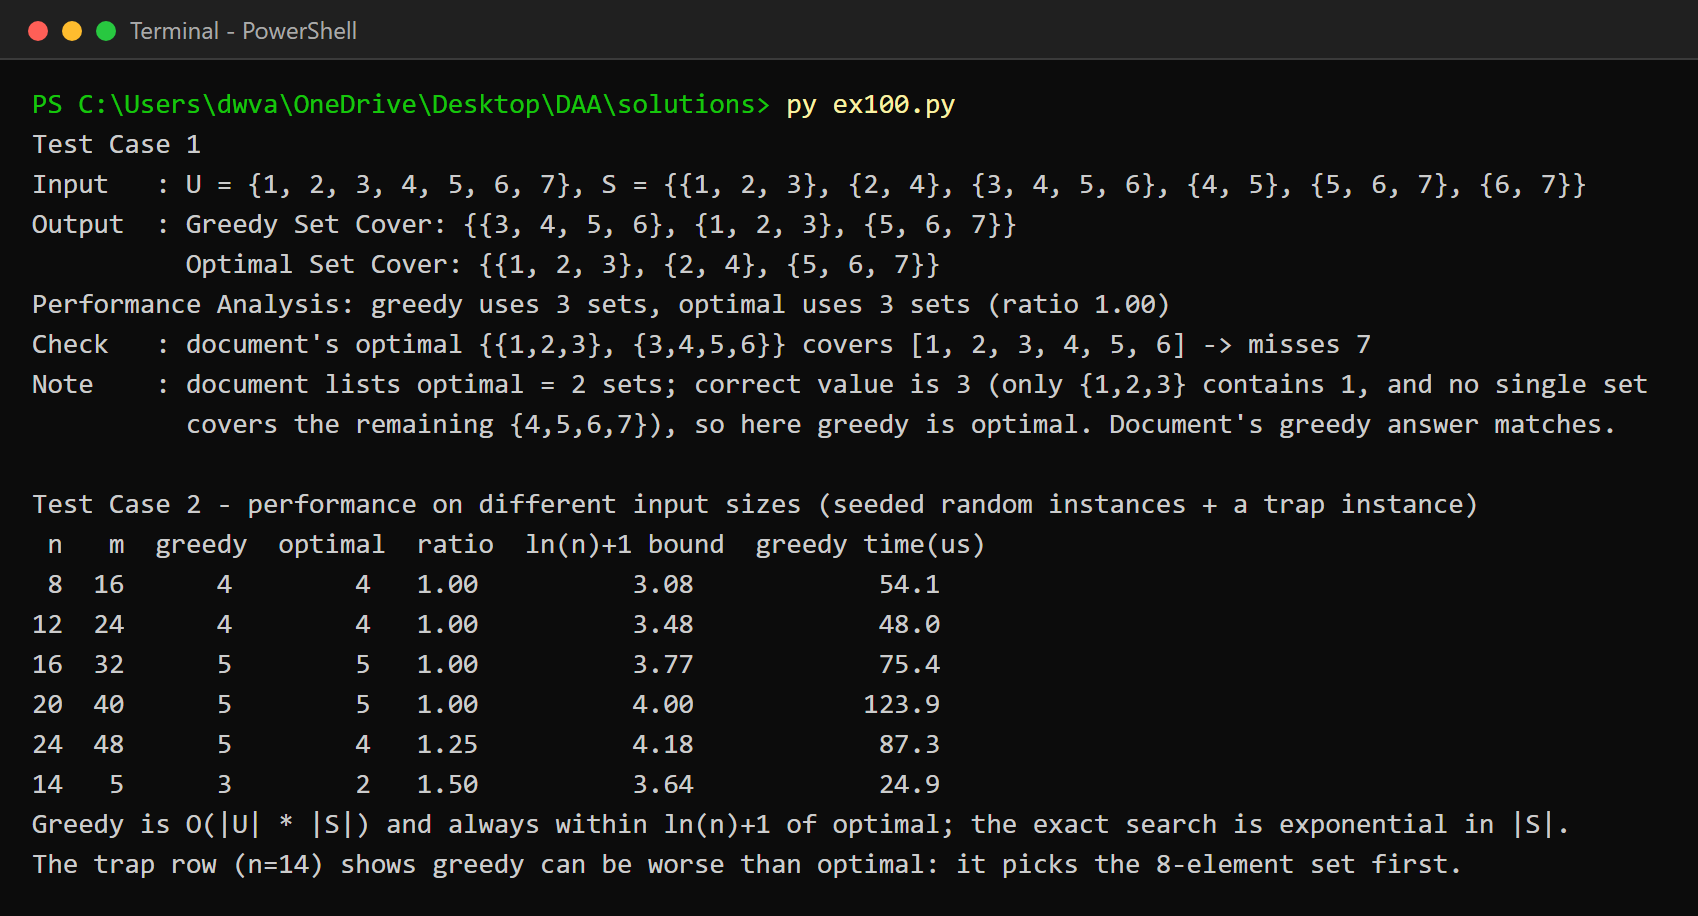 Terminal - PowerShell
PS C:\Users\dwva\OneDrive\Desktop\DAA\solutions> py ex100.py
Test Case 1
Input   : U = {1, 2, 3, 4, 5, 6, 7}, S = {{1, 2, 3}, {2, 4}, {3, 4, 5, 6}, {4, 5}, {5, 6, 7}, {6, 7}}
Output  : Greedy Set Cover: {{3, 4, 5, 6}, {1, 2, 3}, {5, 6, 7}}
          Optimal Set Cover: {{1, 2, 3}, {2, 4}, {5, 6, 7}}
Performance Analysis: greedy uses 3 sets, optimal uses 3 sets (ratio 1.00)
Check   : document's optimal {{1,2,3}, {3,4,5,6}} covers [1, 2, 3, 4, 5, 6] -> misses 7
Note    : document lists optimal = 2 sets; correct value is 3 (only {1,2,3} contains 1, and no single set
          covers the remaining {4,5,6,7}), so here greedy is optimal. Document's greedy answer matches.
Test Case 2 - performance on different input sizes (seeded random instances + a trap instance)
 n   m  greedy  optimal  ratio  ln(n)+1 bound  greedy time(us)
 8  16      4        4   1.00          3.08            54.1
12  24      4        4   1.00          3.48            48.0
16  32      5        5   1.00          3.77            75.4
20  40      5        5   1.00          4.00           123.9
24  48      5        4   1.25          4.18            87.3
14   5      3        2   1.50          3.64            24.9
Greedy is O(|U| * |S|) and always within ln(n)+1 of optimal; the exact search is exponential in |S|.
The trap row (n=14) shows greedy can be worse than optimal: it picks the 8-element set first.